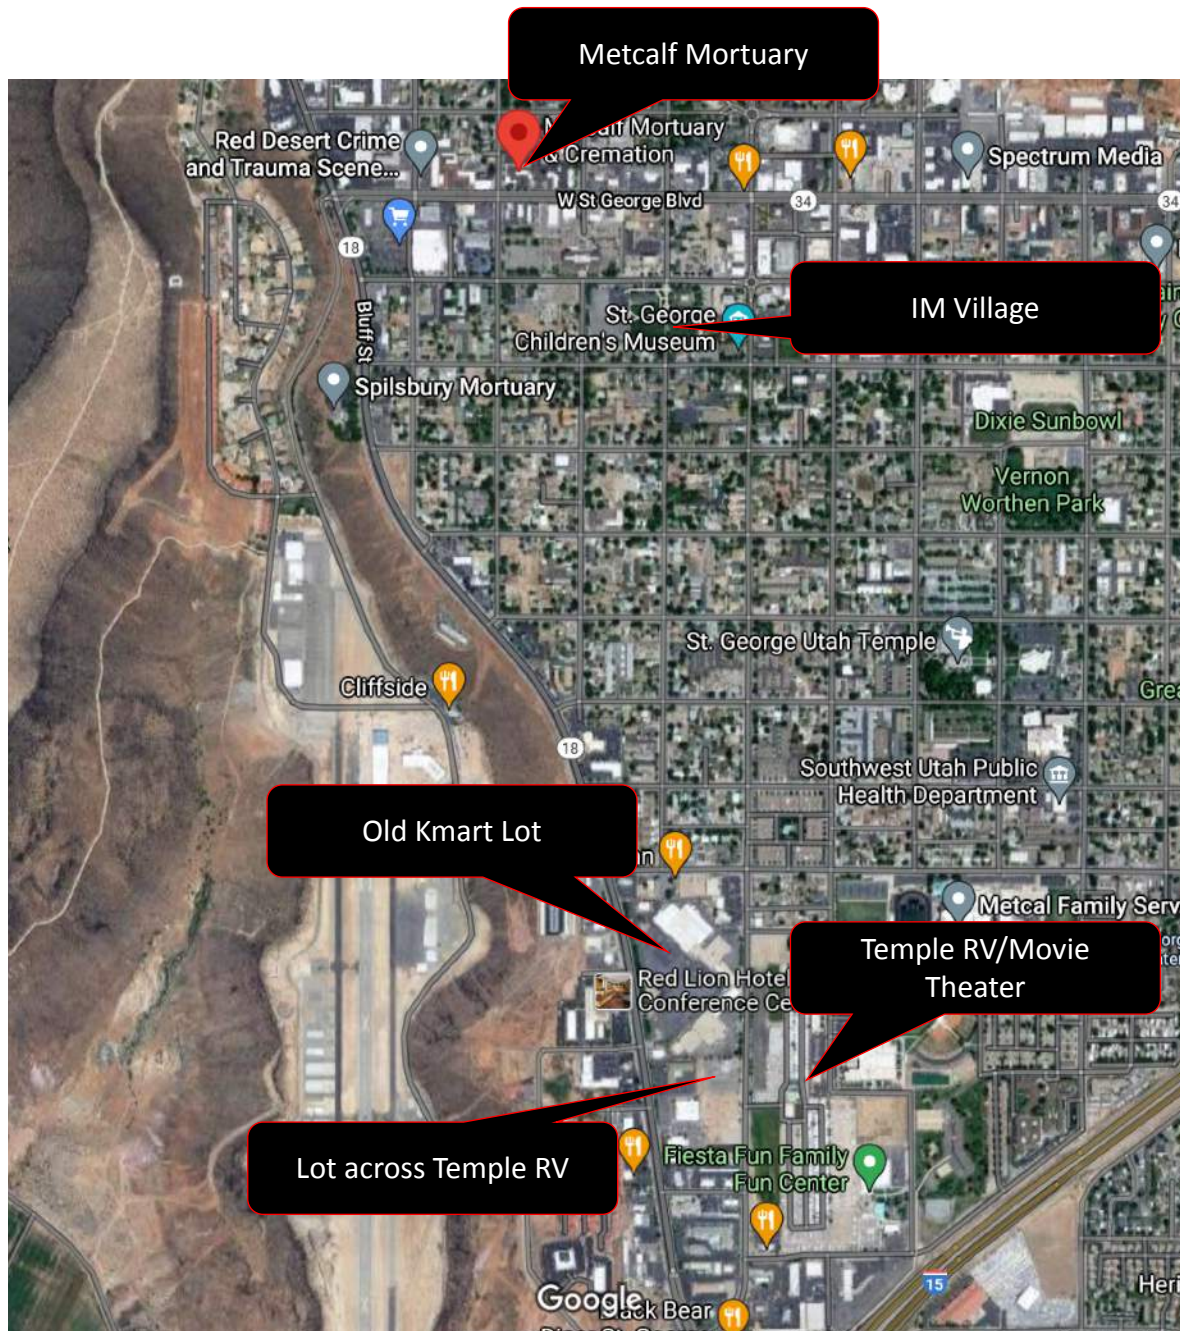 Metcalf Mortuary
Red Desert Crime
and Trauma Scene...
Mortuary
& Cremation
Spectrum Media
W St George Blvd
34
34
18
IM Village
St. George
Children's Museum
Bluff St
Spilsbury Mortuary
Dixie Sunbowl
Vernon
Worthen Park
St. George Utah Temple
Cliffside
18
Southwest Utah Public
Health Department
Old Kmart Lot
Metcal Family Serv
Temple RV/Movie
Theater
Red Lion Hotel
Conference Ce
Lot across Temple RV
Fiesta Fun Family
Fun Center
15
Google
Bear